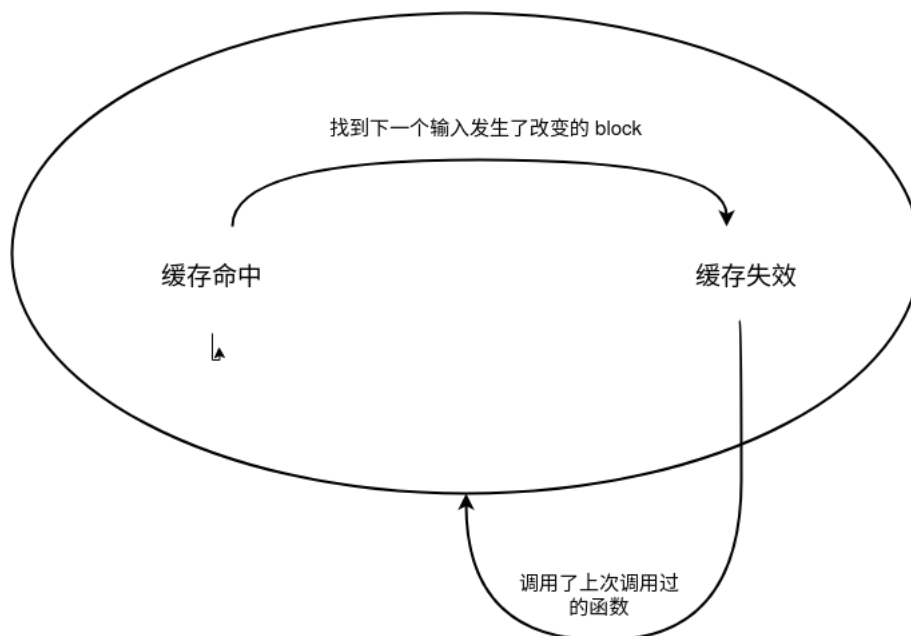 找到下一个输入发生了改变的 block
缓存命中
缓存失效
调用了上次调用过
的函数